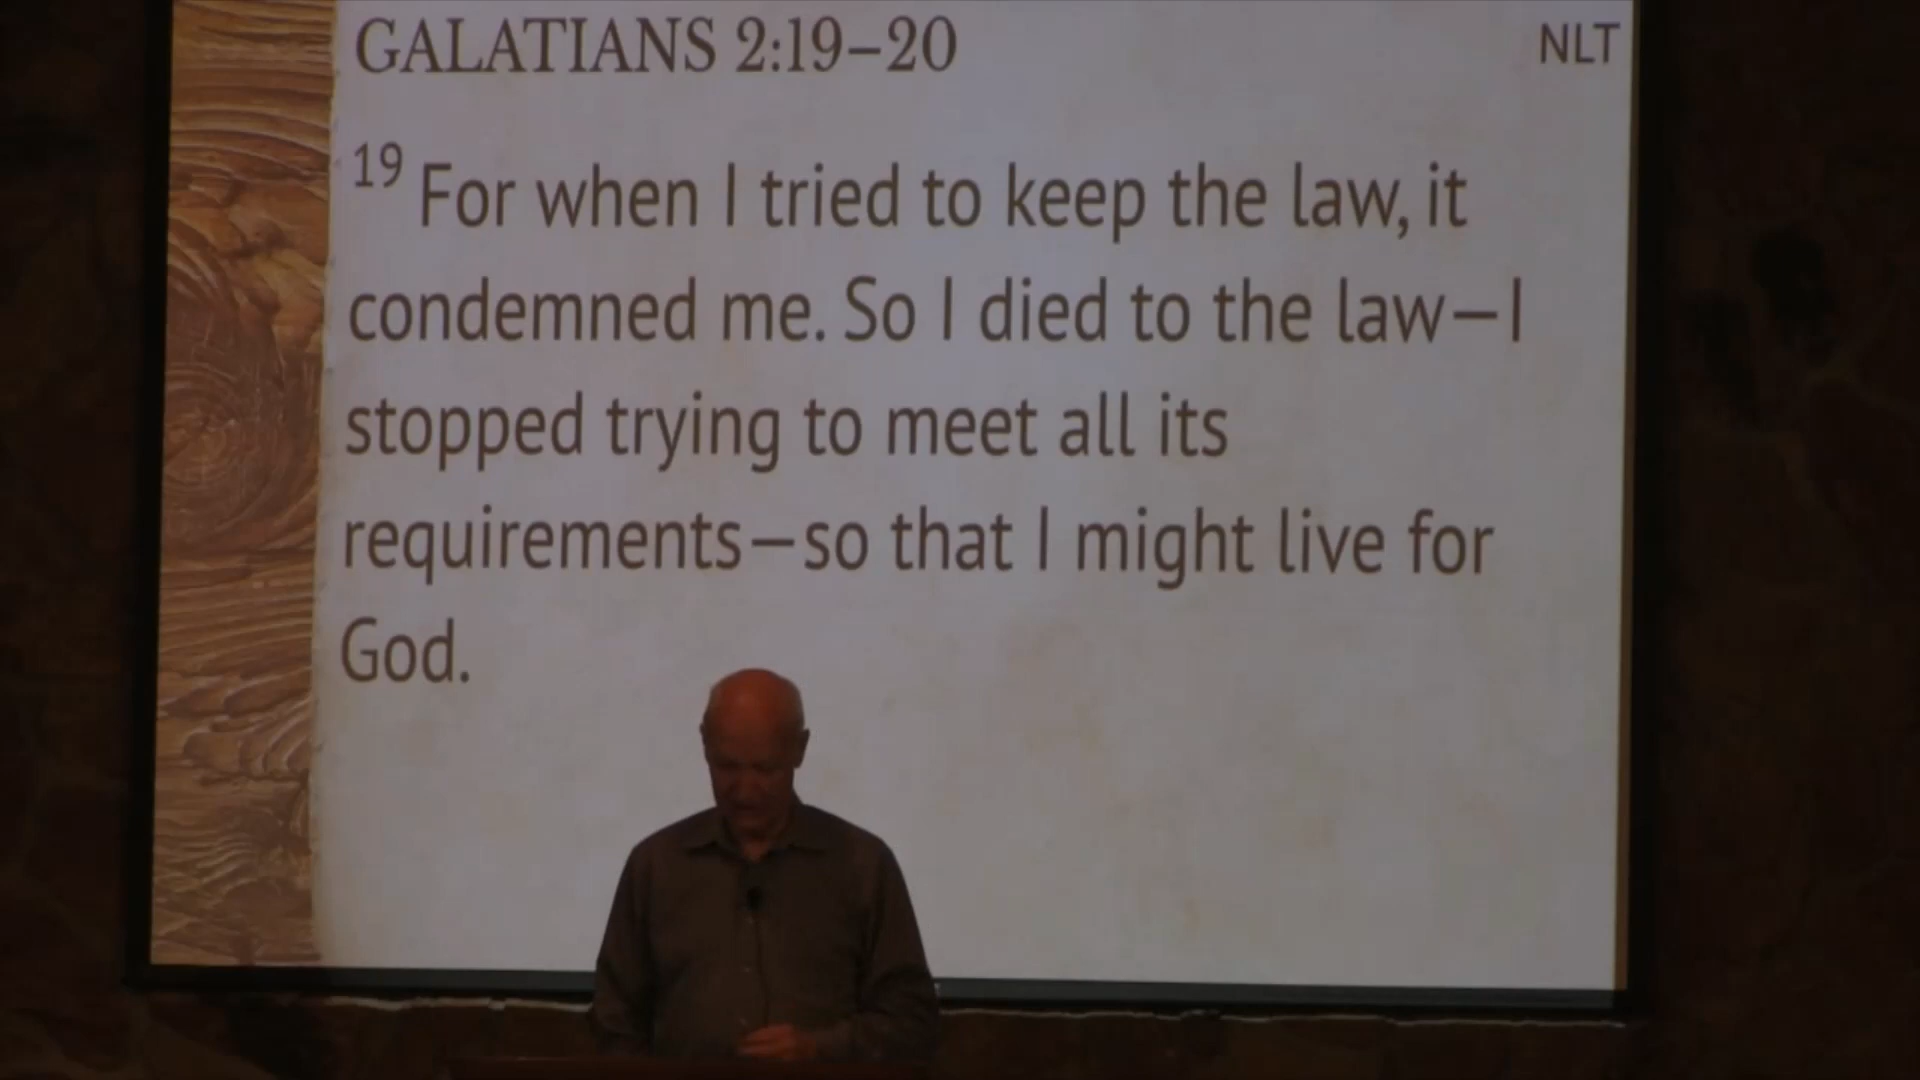 GALATIANS 2:19–20
NLT
19 For when I tried to keep the law, it
condemned me. So I died to the law—I
stopped trying to meet all its
requirements—so that I might live for
God.